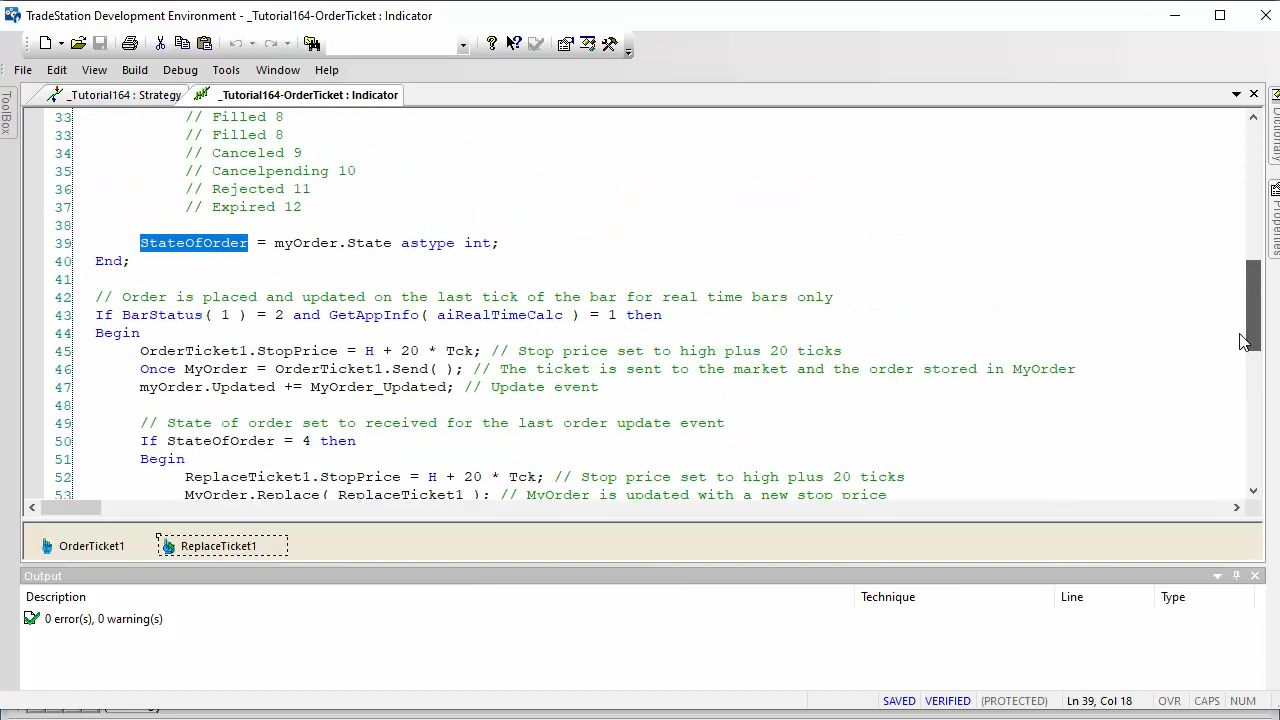 TradeStation Development Environment - _Tutorial164-OrderTicket : Indicator
File Edit View Build Debug Tools Window Help
ToolBox
_Tutorial164 : Strategy
_Tutorial164-OrderTicket : Indicator
Dictionary
Properties
33 // Filled 8
33 // Filled 8
34 // Canceled 9
35 // Cancelpending 10
36 // Rejected 11
37 // Expired 12
38
39 StateOfOrder = myOrder.State astype int;
40 End;
41
42 // Order is placed and updated on the last tick of the bar for real time bars only
43 If BarStatus( 1 ) = 2 and GetAppInfo( aiRealTimeCalc ) = 1 then
44 Begin
45 OrderTicket1.StopPrice = H + 20 * Tck; // Stop price set to high plus 20 ticks
46 Once MyOrder = OrderTicket1.Send( ); // The ticket is sent to the market and the order stored in MyOrder
47 myOrder.Updated += MyOrder_Updated; // Update event
48
49 // State of order set to received for the last order update event
50 If StateOfOrder = 4 then
51 Begin
52 ReplaceTicket1.StopPrice = H + 20 * Tck; // Stop price set to high plus 20 ticks
53 MyOrder.Replace( ReplaceTicket1 ); // MyOrder is updated with a new stop price
OrderTicket1 ReplaceTicket1
Output
Description Technique Line Type
0 error(s), 0 warning(s)
SAVED VERIFIED (PROTECTED) Ln 39, Col 18 OVR CAPS NUM